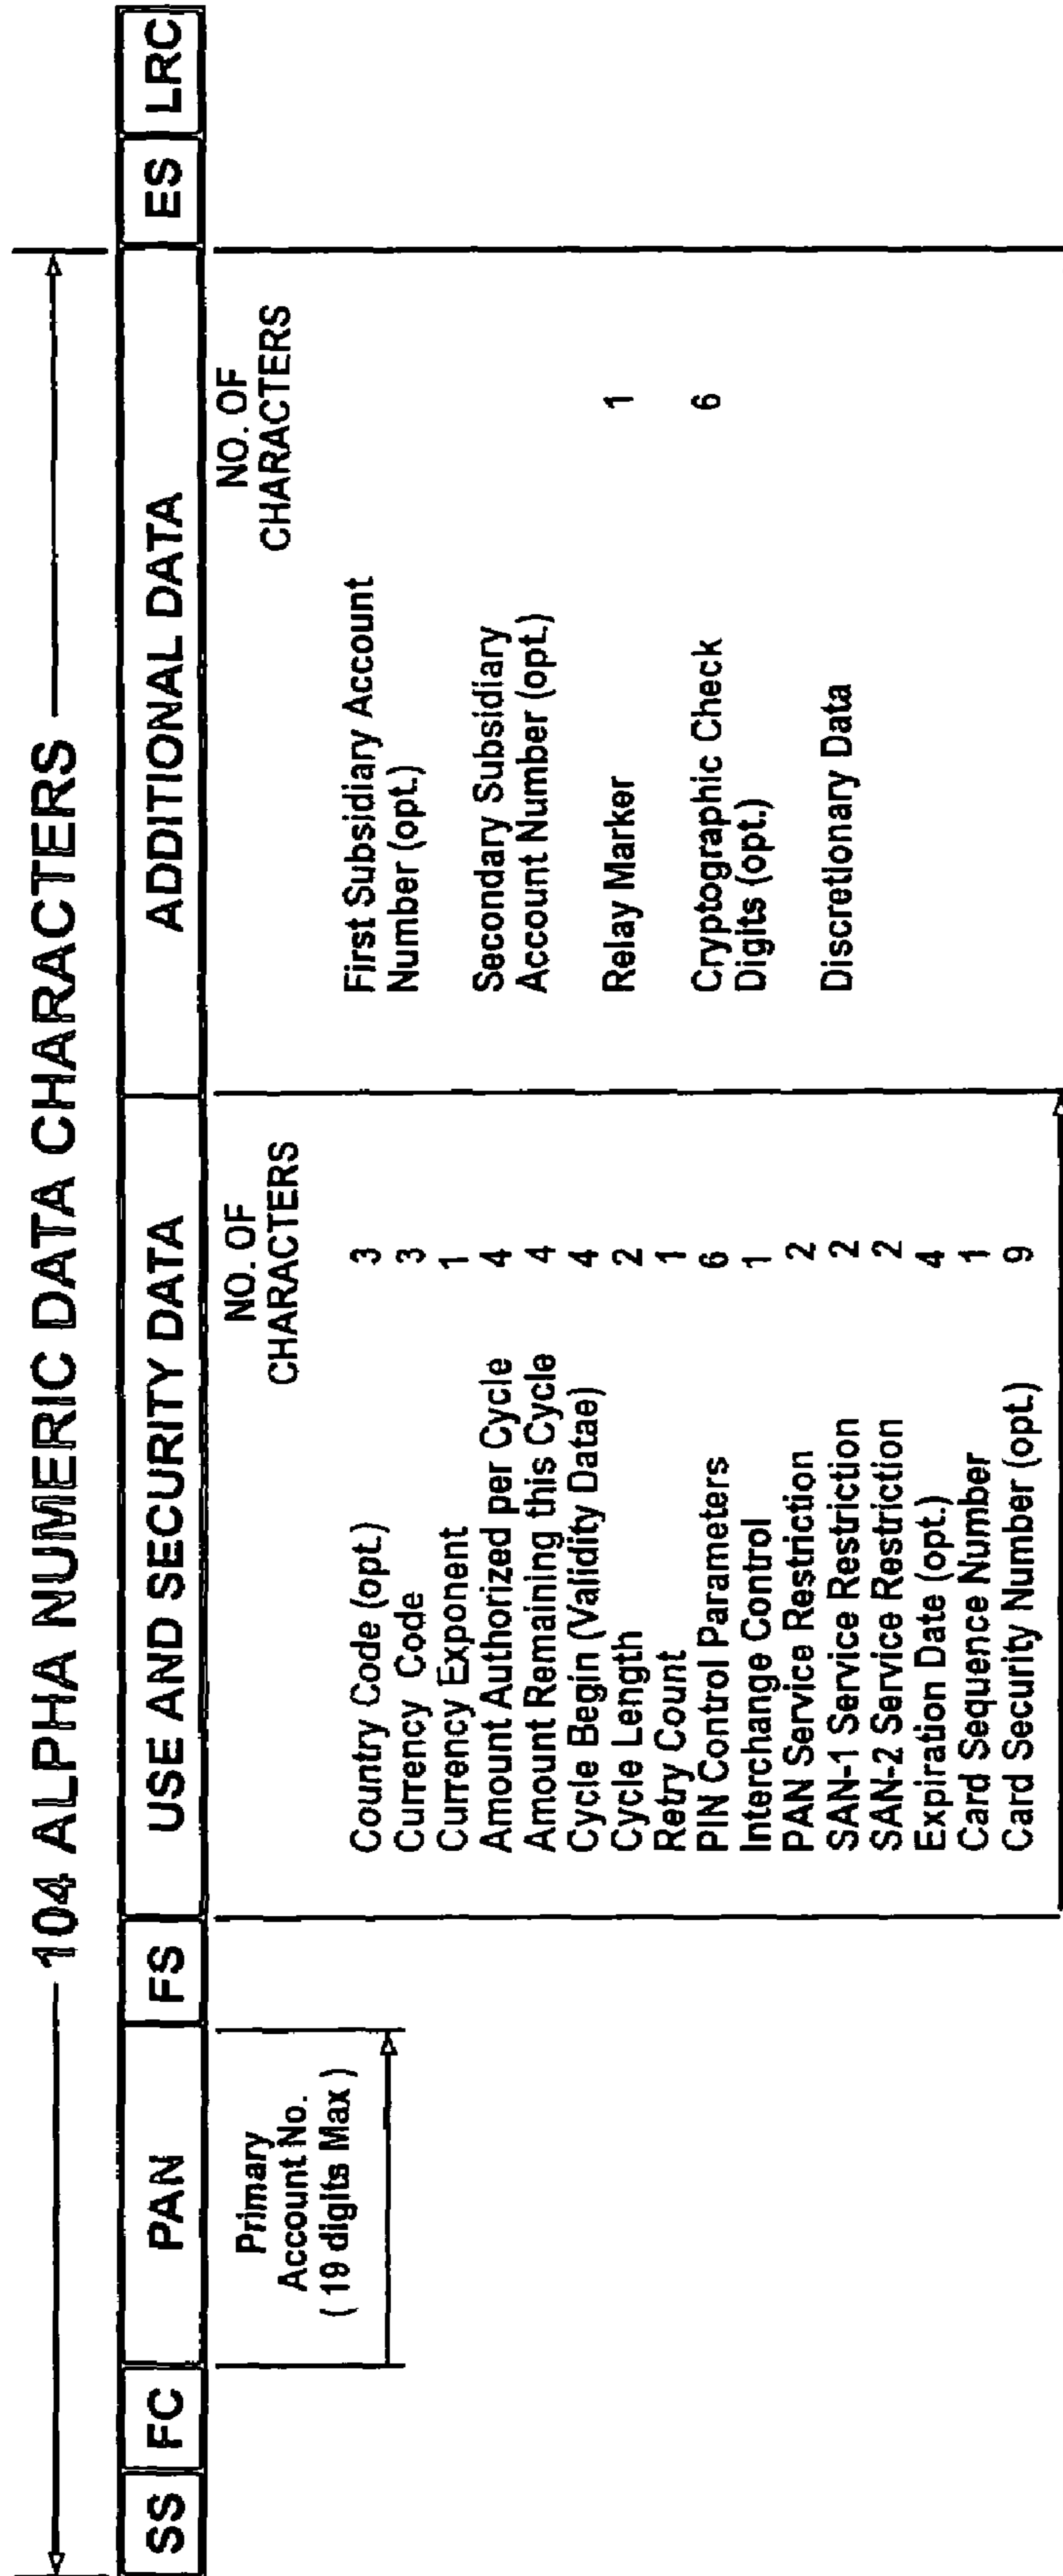 104 ALPHA NUMERIC DATA CHARACTERS
SS FC PAN FS USE AND SECURITY DATA ADDITIONAL DATA ES LRC
Primary
Account No.
( 19 digits Max )
NO. OF
CHARACTERS
Country Code (opt.) 3
Currency Code 3
Currency Exponent 1
Amount Authorized per Cycle 4
Amount Remaining this Cycle 4
Cycle Begin (Validity Datae) 4
Cycle Length 2
Retry Count 1
PIN Control Parameters 6
Interchange Control 1
PAN Service Restriction 2
SAN-1 Service Restriction 2
SAN-2 Service Restriction 2
Expiration Date (opt.) 4
Card Sequence Number 1
Card Security Number (opt.) 9
NO. OF
CHARACTERS
First Subsidiary Account
Number (opt.)
Secondary Subsidiary
Account Number (opt.)
Relay Marker 1
Cryptographic Check 6
Digits (opt.)
Discretionary Data